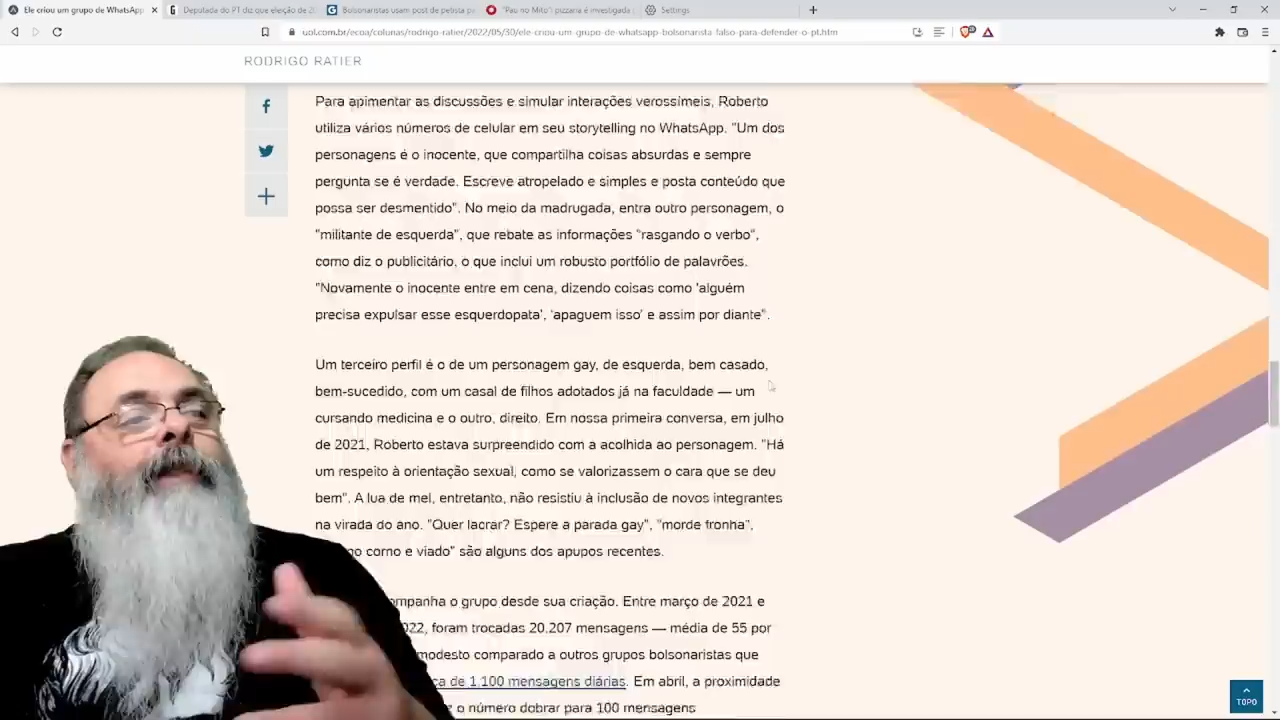 Ele criou um grupo de WhatsApp
Deputada do PT diz que eleição de 20
Bolsonaristas usam post de petista pa
"Pau no Mito": pizzaria é investigada
Settings
uol.com.br/ecoa/colunas/rodrigo-ratier/2022/05/30/ele-criou-um-grupo-de-whatsapp-bolsonarista-falso-para-defender-o-pt.htm
RODRIGO RATIER
Para apimentar as discussões e simular interações verossímeis, Roberto
utiliza vários números de celular em seu storytelling no WhatsApp. "Um dos
personagens é o inocente, que compartilha coisas absurdas e sempre
pergunta se é verdade. Escreve atropelado e simples e posta conteúdo que
possa ser desmentido". No meio da madrugada, entra outro personagem, o
"militante de esquerda", que rebate as informações "rasgando o verbo",
como diz o publicitário, o que inclui um robusto portfólio de palavrões.
"Novamente o inocente entre em cena, dizendo coisas como 'alguém
precisa expulsar esse esquerdopata', 'apaguem isso' e assim por diante".
Um terceiro perfil é o de um personagem gay, de esquerda, bem casado,
bem-sucedido, com um casal de filhos adotados já na faculdade — um
cursando medicina e o outro, direito. Em nossa primeira conversa, em julho
de 2021, Roberto estava surpreendido com a acolhida ao personagem. "Há
um respeito à orientação sexual, como se valorizassem o cara que se deu
bem". A lua de mel, entretanto, não resistiu à inclusão de novos integrantes
na virada do ano. "Quer lacrar? Espere a parada gay", "morde fronha",
corno e viado" são alguns dos apupos recentes.
o grupo desde sua criação. Entre março de 2021 e
foram trocadas 20.207 mensagens — média de 55 por
modesto comparado a outros grupos bolsonaristas que
de 1.100 mensagens diárias. Em abril, a proximidade
o número dobrar para 100 mensagens
TOPO